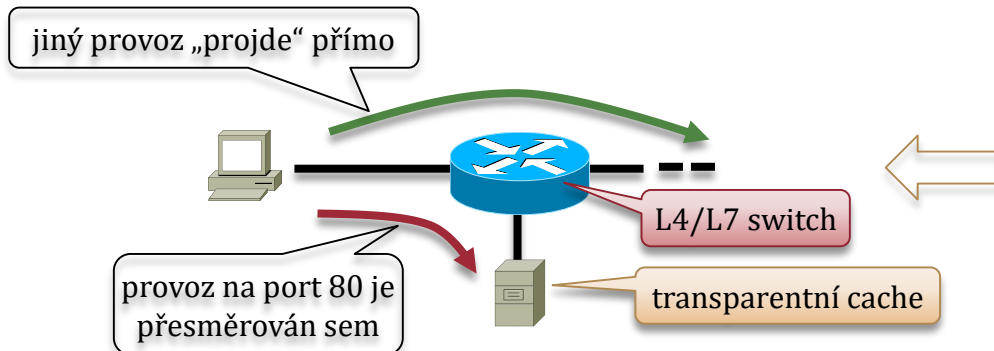 jiný provoz „projde“ přímo
L4/L7 switch
provoz na port 80 je
přesměrován sem
transparentní cache